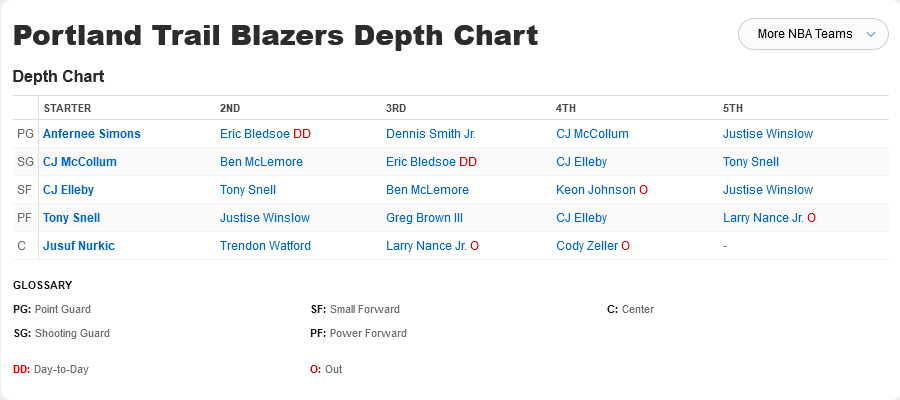 Portland Trail Blazers Depth Chart
More NBA Teams
Depth Chart
STARTER 2ND 3RD 4TH 5TH
PG Anfernee Simons Eric Bledsoe DD Dennis Smith Jr. CJ McCollum Justise Winslow
SG CJ McCollum Ben McLemore Eric Bledsoe DD CJ Elleby Tony Snell
SF CJ Elleby Tony Snell Ben McLemore Keon Johnson O Justise Winslow
PF Tony Snell Justise Winslow Greg Brown III CJ Elleby Larry Nance Jr. O
C Jusuf Nurkic Trendon Watford Larry Nance Jr. O Cody Zeller O -
GLOSSARY
PG: Point Guard SF: Small Forward C: Center
SG: Shooting Guard PF: Power Forward
DD: Day-to-Day O: Out